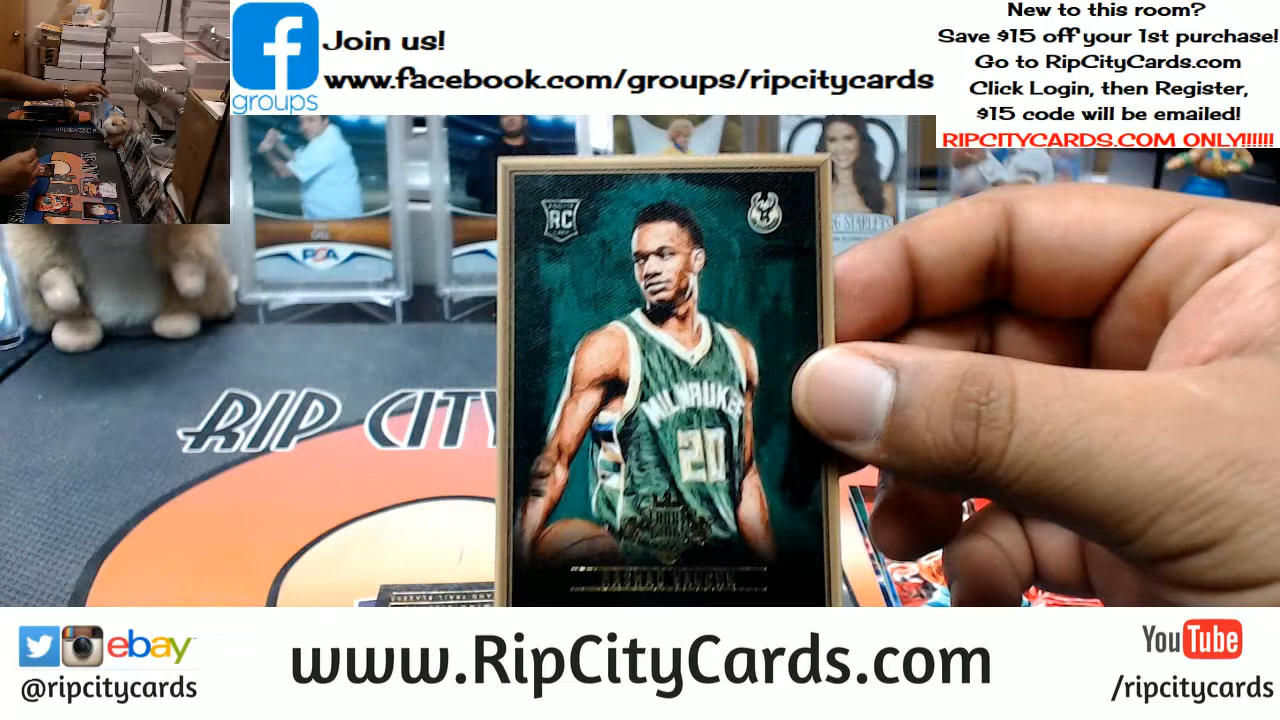 Join us!
www.facebook.com/groups/ripcitycards
groups
New to this room?
Save $15 off your 1st purchase!
Go to RipCityCards.com
Click Login, then Register,
$15 code will be emailed!
RIPCITYCARDS.COM ONLY!!!!!!
PSA
RC
MILWAUKEE
20
RIP CITY
ebay
@ripcitycards
www.RipCityCards.com
YouTube
/ripcitycards